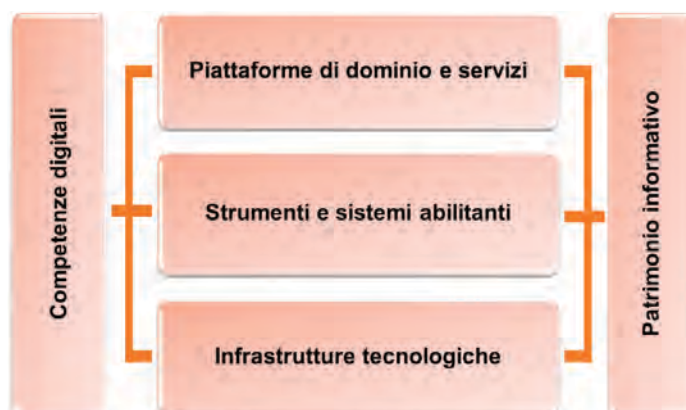 Competenze digitali
Piattaforme di dominio e servizi
Strumenti e sistemi abilitanti
Infrastrutture tecnologiche
Patrimonio informativo